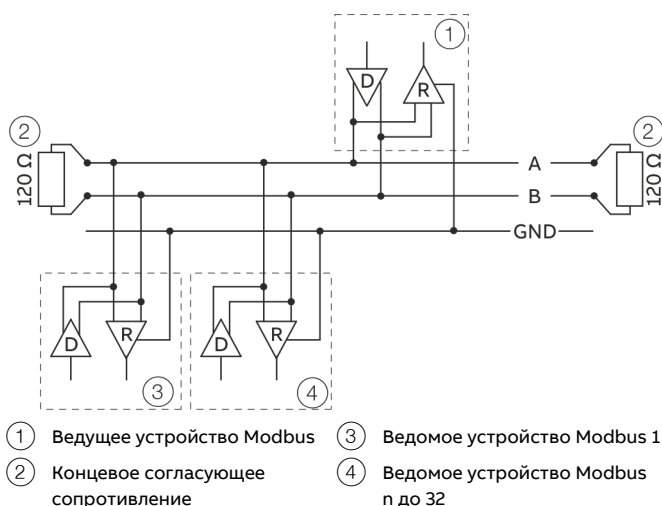 1
D
R
2
2
120 Ω
120 Ω
A
B
GND
D
R
D
R
3
4
1 Ведущее устройство Modbus
2 Концевое согласующее
сопротивление
3 Ведомое устройство Modbus 1
4 Ведомое устройство Modbus
n до 32